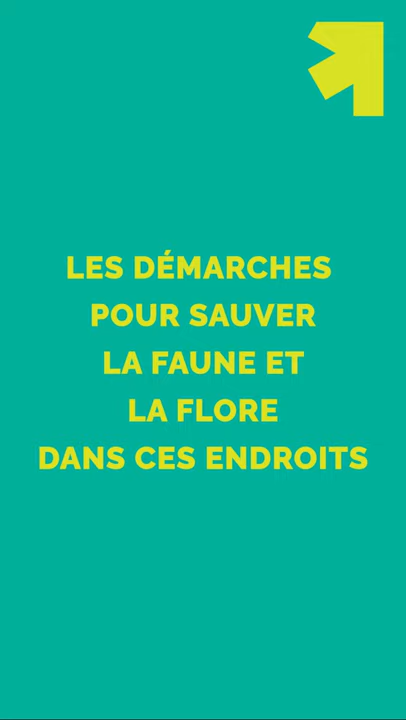 LES DÉMARCHES
POUR SAUVER
LA FAUNE ET
LA FLORE
DANS CES ENDROITS